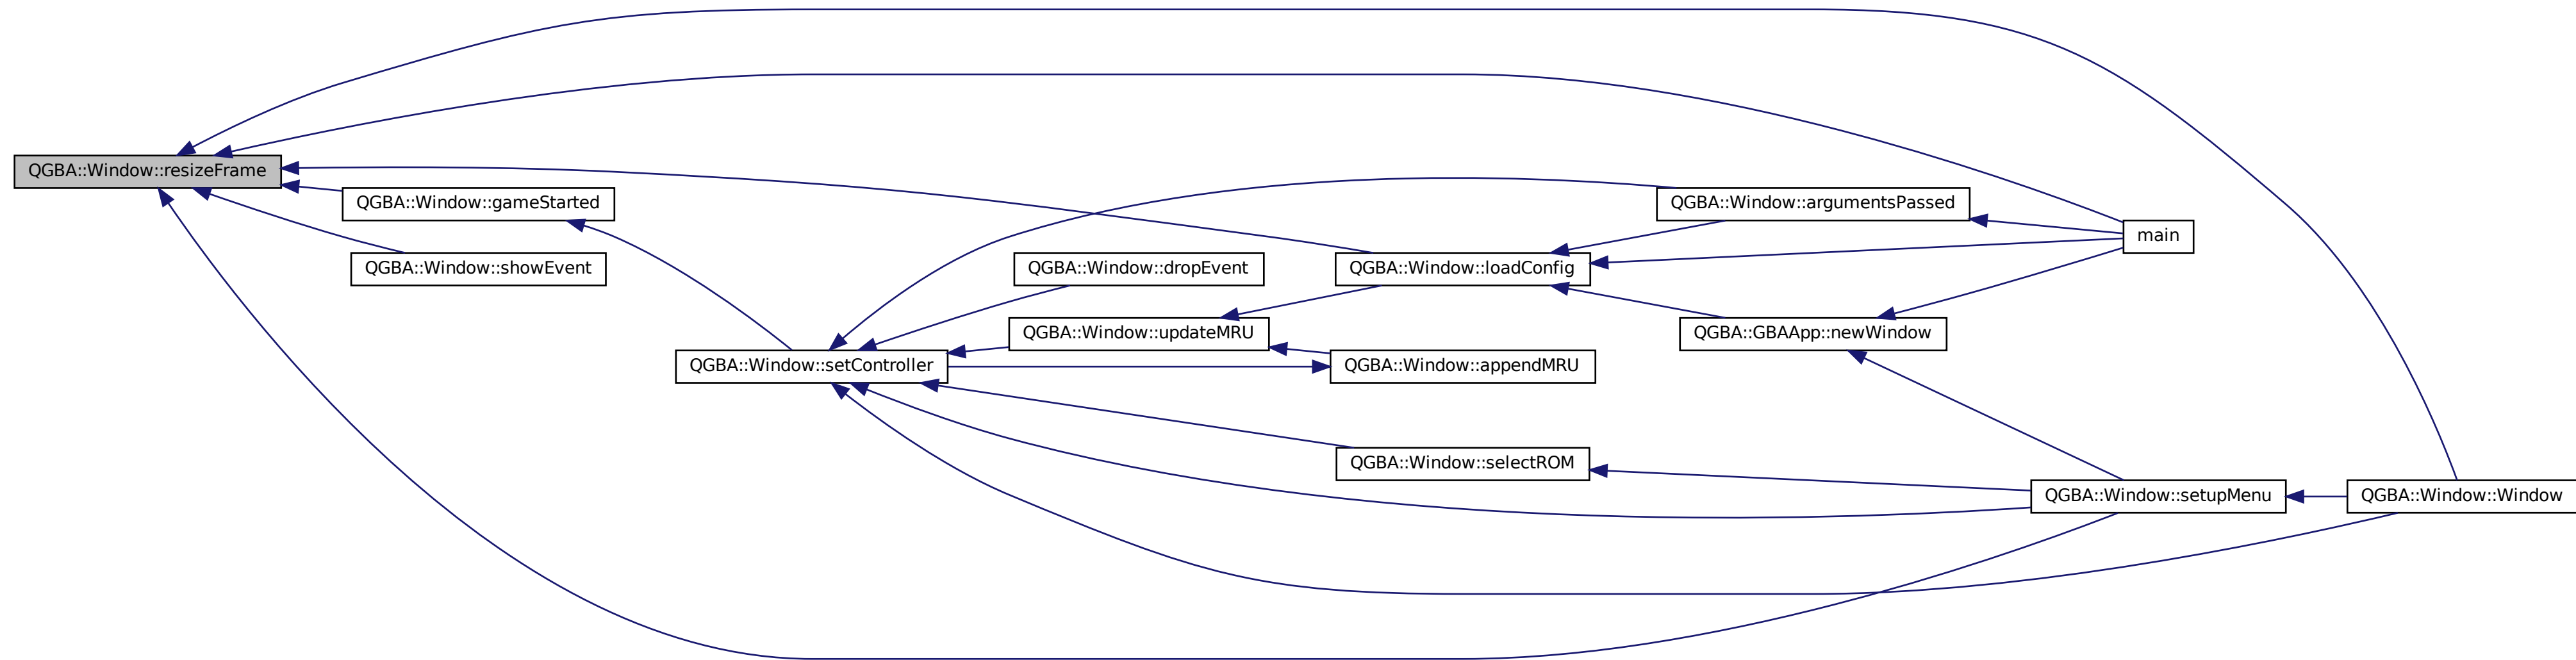 QGBA::Window::resizeFrame
QGBA::Window::gameStarted
QGBA::Window::showEvent
QGBA::Window::setController
QGBA::Window::dropEvent
QGBA::Window::updateMRU
QGBA::Window::loadConfig
QGBA::Window::appendMRU
QGBA::Window::selectROM
QGBA::Window::argumentsPassed
QGBA::GBAApp::newWindow
main
QGBA::Window::setupMenu
QGBA::Window::Window